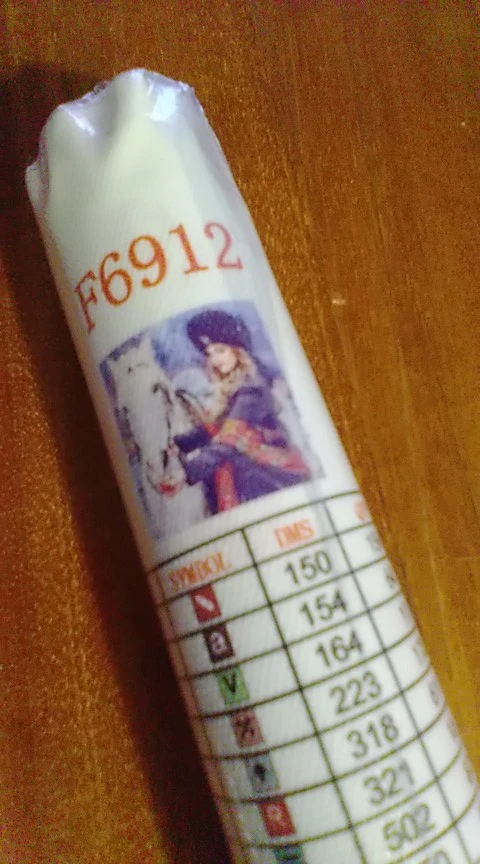 F6912
SYMBOL DMS
150
a 154
V 164
223
318
R 321
502